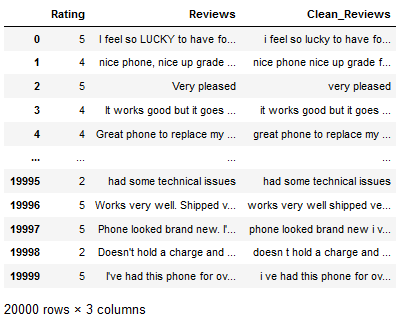 Rating Reviews Clean_Reviews
0 5 I feel so LUCKY to have fo... i feel so lucky to have fo...
1 4 nice phone, nice up grade ... nice phone nice up grade f...
2 5 Very pleased very pleased
3 4 It works good but it goes ... it works good but it goes ...
4 4 Great phone to replace my ... great phone to replace my ...
... ... ... ...
19995 2 had some technical issues had some technical issues
19996 5 Works very well. Shipped v... works very well shipped ve...
19997 5 Phone looked brand new. I'... phone looked brand new i v...
19998 2 Doesn't hold a charge and ... doesn t hold a charge and ...
19999 5 I've had this phone for ov... i ve had this phone for ov...
20000 rows × 3 columns